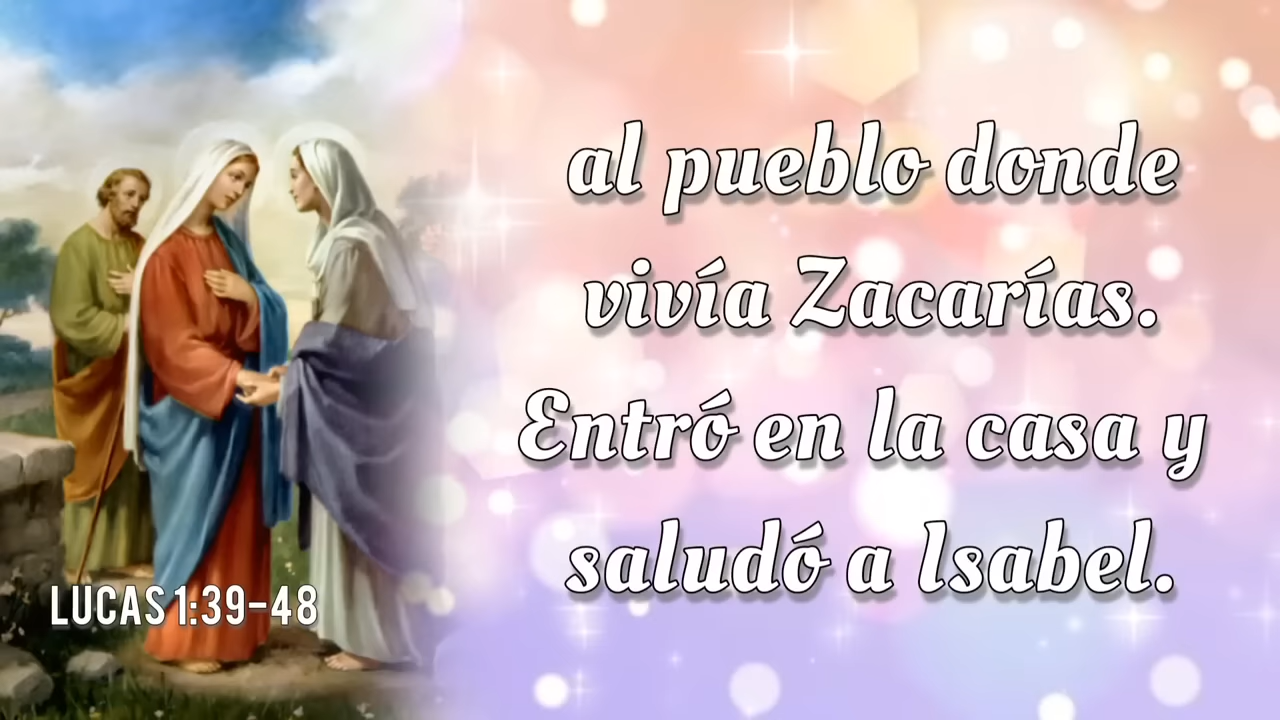 al pueblo donde
vivía Zacarías.
Entró en la casa y
saludó a Isabel.
LUCAS 1:39-48